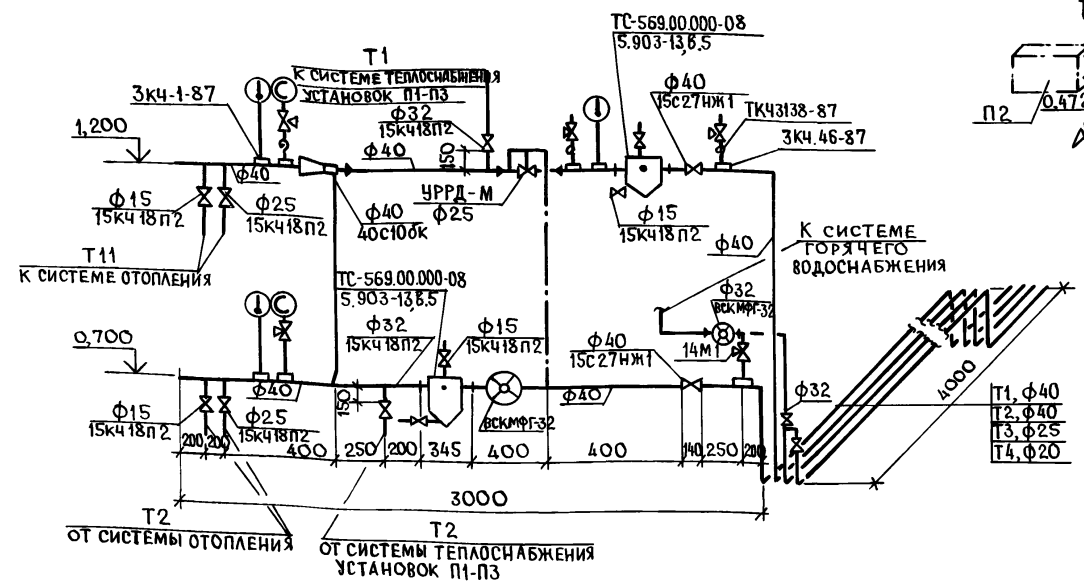 ТС-569.00.000-08
5.903-13,в.5
Т1
К СИСТЕМЕ ТЕПЛОСНАБЖЕНИЯ
УСТАНОВОК П1-П3
ЗКЧ-1-87
Ф32
15КЧ18П2
Ф40
15С27НЖ1
ТКЧ3138-87
ЗКЧ.46-87
П2
0.472
1,200
Ф40
150
Ф40
УРРД-М
Ф25
Ф15
15КЧ18П2
Ф25
15КЧ18П2
Ф40
40С10бК
Ф15
15КЧ18П2
Ф40
К СИСТЕМЕ
ГОРЯЧЕГО
ВОДОСНАБЖЕНИЯ
Т11
К СИСТЕМЕ ОТОПЛЕНИЯ
ТС-569.00.000-08
5.903-13,в.5
Ф32
ВСКМФГ-32
14М1
0,700
Ф32
15КЧ18П2
Ф15
15КЧ18П2
Ф40
15С27НЖ1
Ф40
150
Ф40
ВСКМФГ-32
Ф15
15КЧ18П2
Ф25
15КЧ18П2
Ф32
4000
Т1, Ф40
Т2, Ф40
Т3, Ф25
Т4, Ф20
200 200 400 250 200 345 400 400 140 250 200
3000
Т2
ОТ СИСТЕМЫ ОТОПЛЕНИЯ
Т2
ОТ СИСТЕМЫ ТЕПЛОСНАБЖЕНИЯ
УСТАНОВОК П1-П3